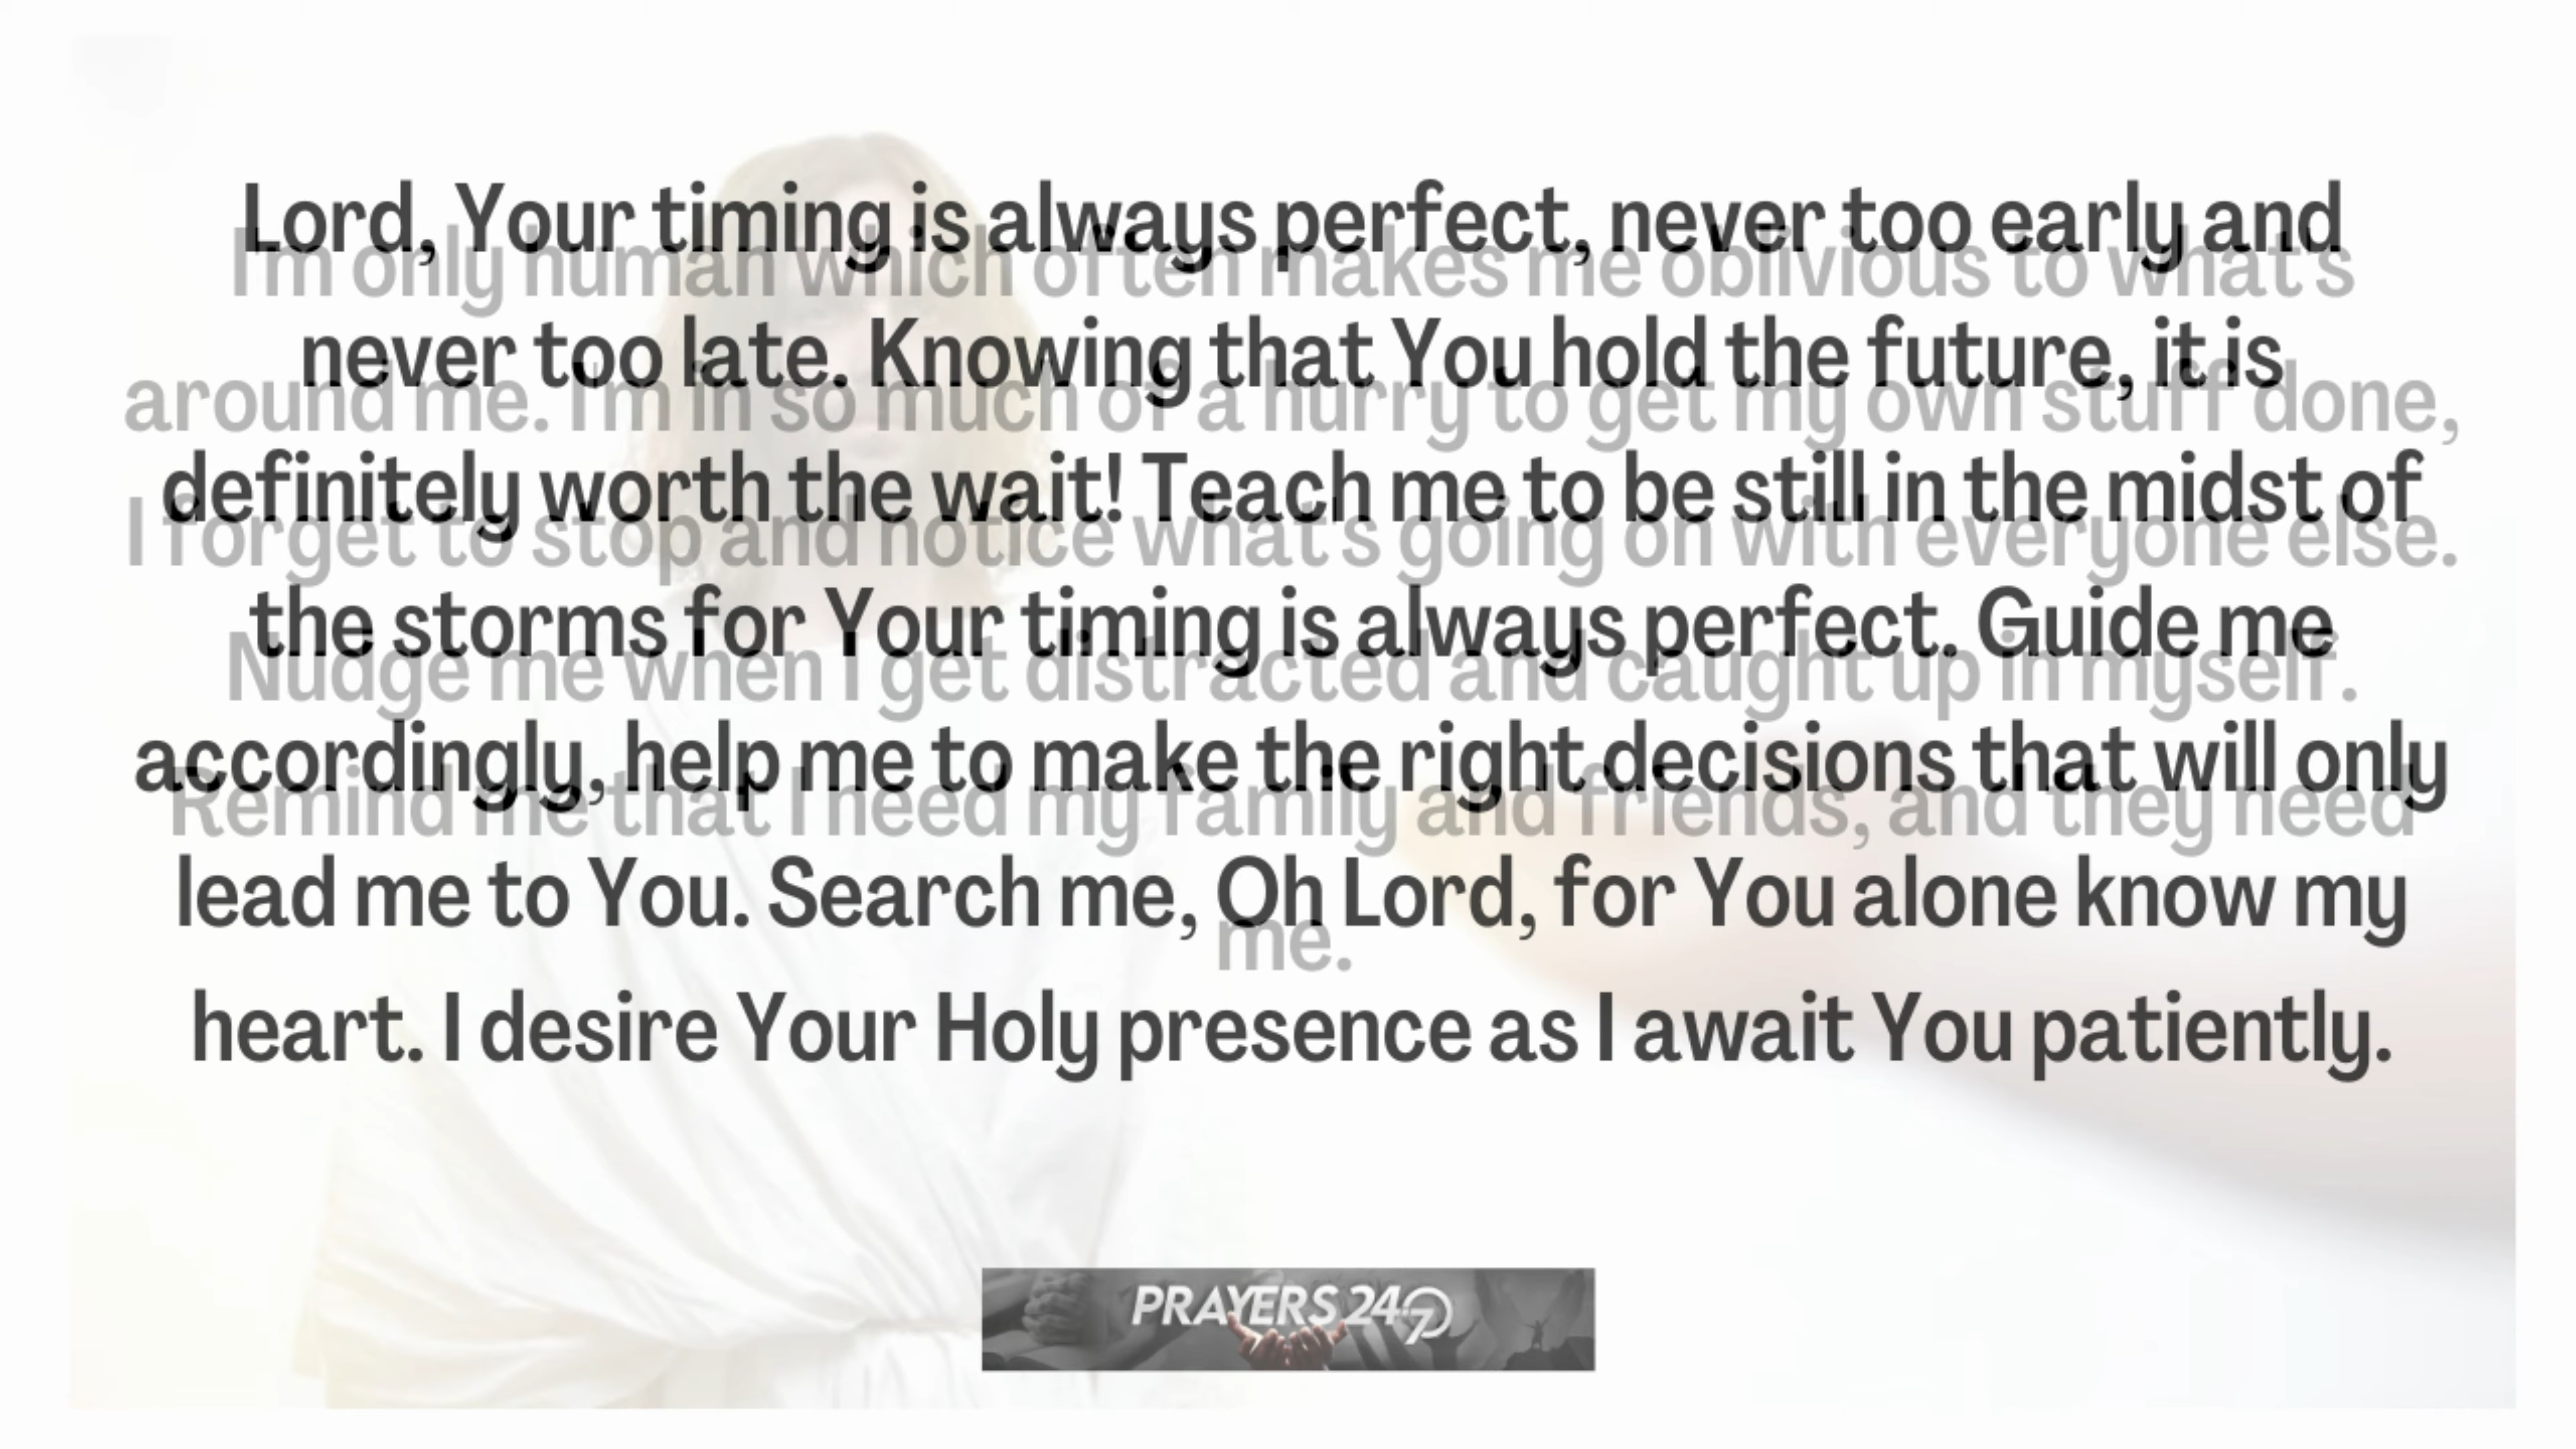 Lord, Your timing is always perfect, never too early and
never too late. Knowing that You hold the future, it is
definitely worth the wait! Teach me to be still in the midst of
the storms for Your timing is always perfect. Guide me
accordingly, help me to make the right decisions that will only
lead me to You. Search me, Oh Lord, for You alone know my
heart. I desire Your Holy presence as I await You patiently.
I'm only human which often makes me oblivious to what's
around me. I'm in so much of a hurry to get my own stuff done,
I forget to stop and notice what's going on with everyone else.
Nudge me when I get distracted and caught up in myself.
Remind me that I need my family and friends, and they need
me.
PRAYERS 247